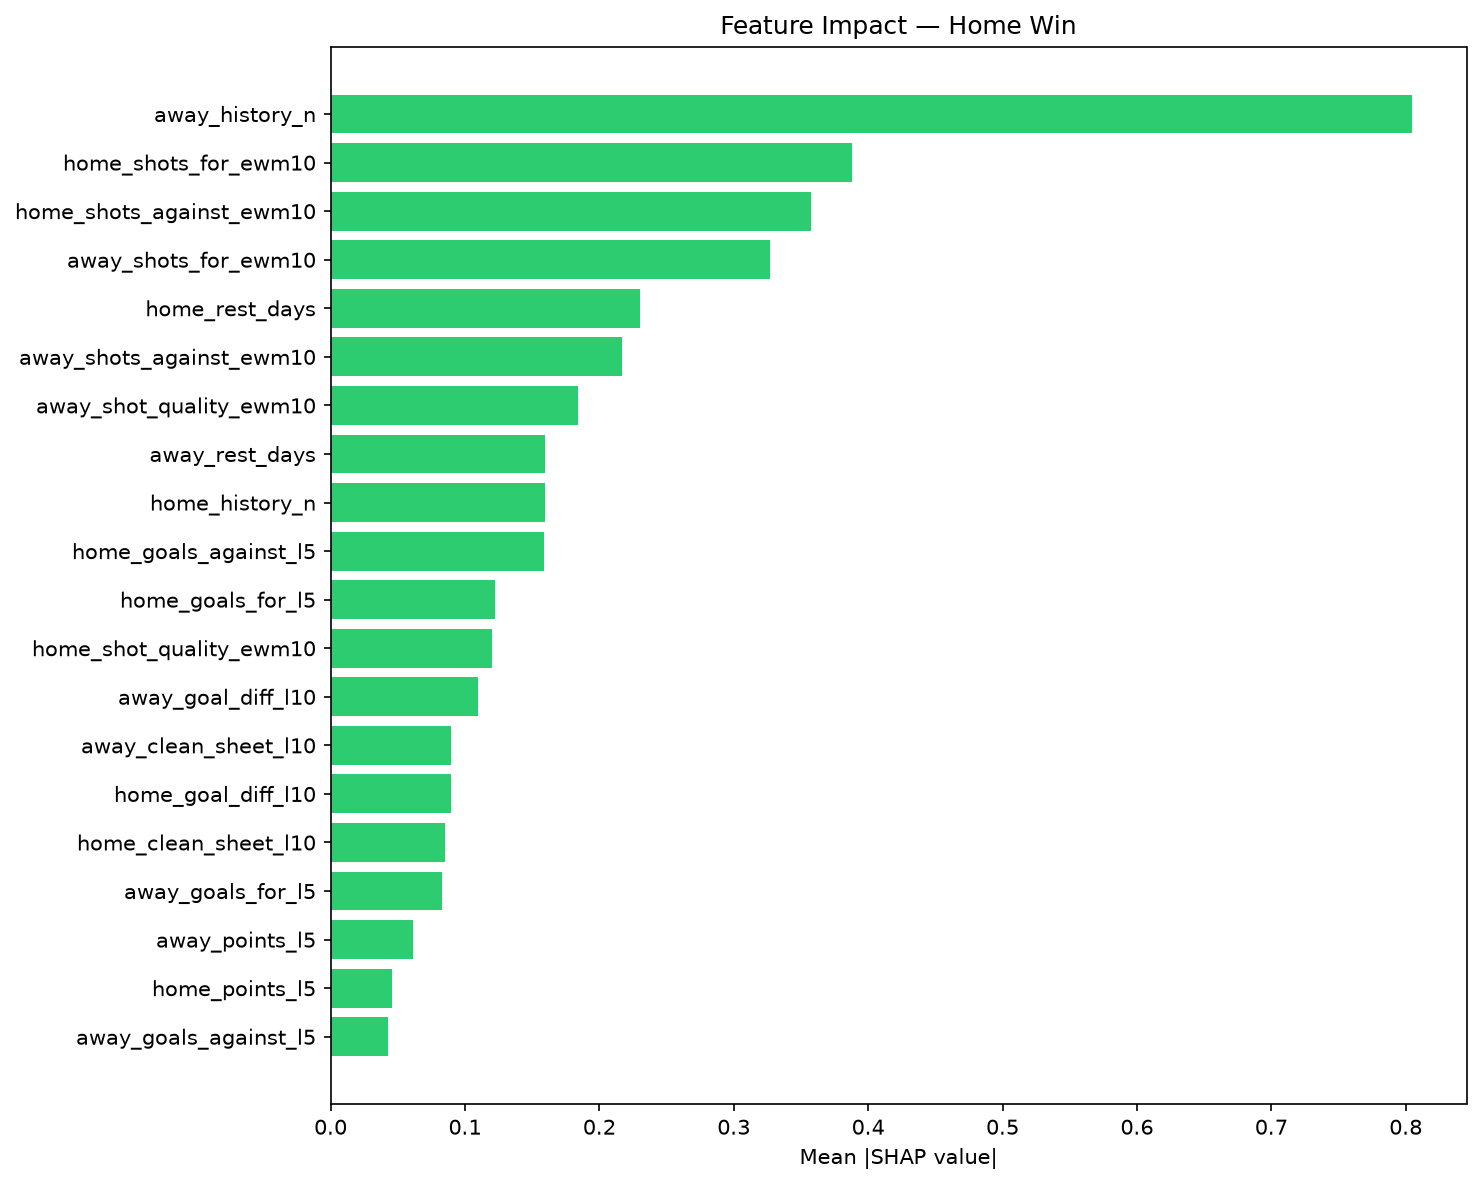 Feature Impact — Home Win
away_history_n
home_shots_for_ewm10
home_shots_against_ewm10
away_shots_for_ewm10
home_rest_days
away_shots_against_ewm10
away_shot_quality_ewm10
away_rest_days
home_history_n
home_goals_against_l5
home_goals_for_l5
home_shot_quality_ewm10
away_goal_diff_l10
away_clean_sheet_l10
home_goal_diff_l10
home_clean_sheet_l10
away_goals_for_l5
away_points_l5
home_points_l5
away_goals_against_l5
0.0 0.1 0.2 0.3 0.4 0.5 0.6 0.7 0.8
Mean |SHAP value|